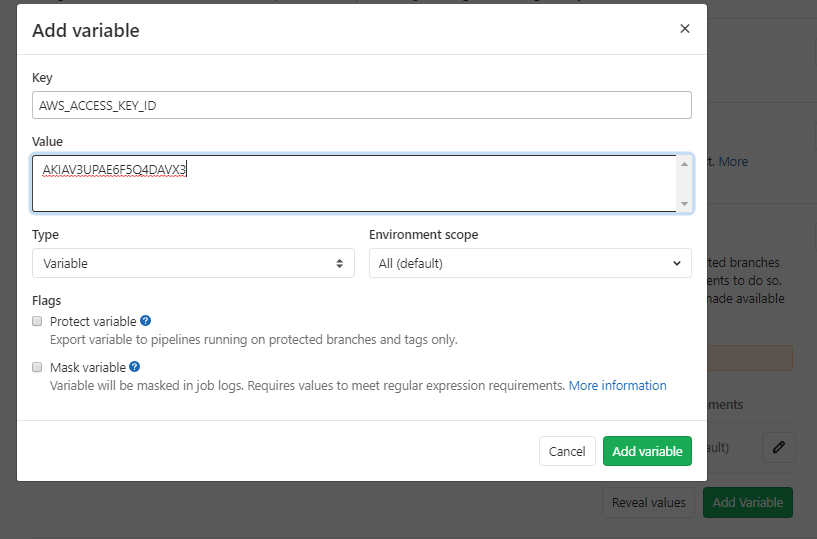 Add variable
×
Key
AWS_ACCESS_KEY_ID
Value
AKIAV3UPAE6F5Q4DAVX3
t. More
Type
Environment scope
Variable
All (default)
ted branches
ents to do so.
made available
Flags
Protect variable ?
Export variable to pipelines running on protected branches and tags only.
Mask variable ?
Variable will be masked in job logs. Requires values to meet regular expression requirements. More information
ments
ault)
Cancel
Add variable
Reveal values
Add Variable